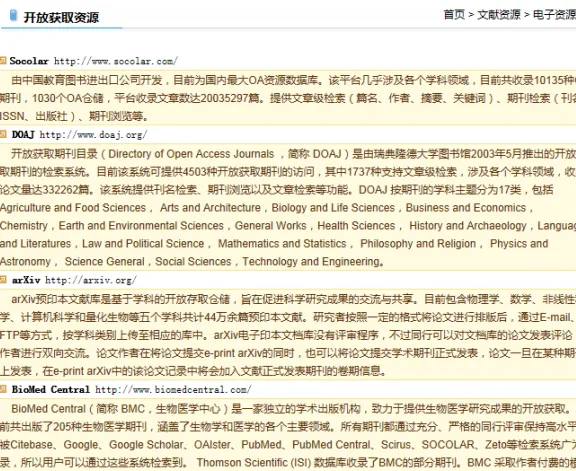 开放获取资源
首页 > 文献资源 > 电子资源
Socolar http://www.socolar.com/
由中国教育图书进出口公司开发，目前为国内最大OA资源数据库。该平台几乎涉及各个学科领域，目前共收录10135种O
期刊，1030个OA仓储，平台收录文章数达20035297篇。提供文章级检索（篇名、作者、摘要、关键词）、期刊检索（刊名
ISSN、出版社）、期刊浏览等。
DOAJ http://www.doaj.org/
开放获取期刊目录（Directory of Open Access Journals ，简称 DOAJ）是由瑞典隆德大学图书馆2003年5月推出的开放
取期刊的检索系统。目前该系统可提供4503种开放获取期刊的访问，其中1737种支持文章级检索，涉及各个学科领域，收
论文量达332262篇。该系统提供刊名检索、期刊浏览以及文章检索等功能。DOAJ 按期刊的学科主题分为17类，包括
Agriculture and Food Sciences， Arts and Architecture，Biology and Life Sciences，Business and Economics，
Chemistry，Earth and Environmental Sciences，General Works，Health Sciences， History and Archaeology，Languag
and Literatures，Law and Political Science， Mathematics and Statistics， Philosophy and Religion， Physics and
Astronomy， Science General，Social Sciences，Technology and Engineering。
arXiv http://arxiv.org/
arXiv预印本文献库是基于学科的开放存取仓储，旨在促进科学研究成果的交流与共享。目前包含物理学、数学、非线性科
学、计算机科学和量化生物等五个学科共计44万余篇预印本文献。研究者按照一定的格式将论文进行排版后，通过E-mail、
FTP等方式，按学科类别上传至相应的库中。arXiv电子印本文档库没有评审程序，不过同行可以对文档库的论文发表评论
作者进行双向交流。论文作者在将论文提交e-print arXiv的同时，也可以将论文提交学术期刊正式发表，论文一旦在某种期
上发表，在e-print arXiv中的该论文记录中将会加入文献正式发表期刊的卷期信息。
BioMed Central http://www.biomedcentral.com/
BioMed Central（简称 BMC，生物医学中心）是一家独立的学术出版机构，致力于提供生物医学研究成果的开放获取。
前共出版了205种生物医学期刊，涵盖了生物学和医学的各个主要领域。所有期刊都通过充分、严格的同行评审保持高水平
被Citebase、Google、Google Scholar、OAIster、PubMed、PubMed Central、Scirus、SOCOLAR、Zeto等检索系统广
录，所以用户可以通过这些系统检索到。 Thomson Scientific (ISI) 数据库收录了BMC的部分期刊。BMC 采取作者付费的模